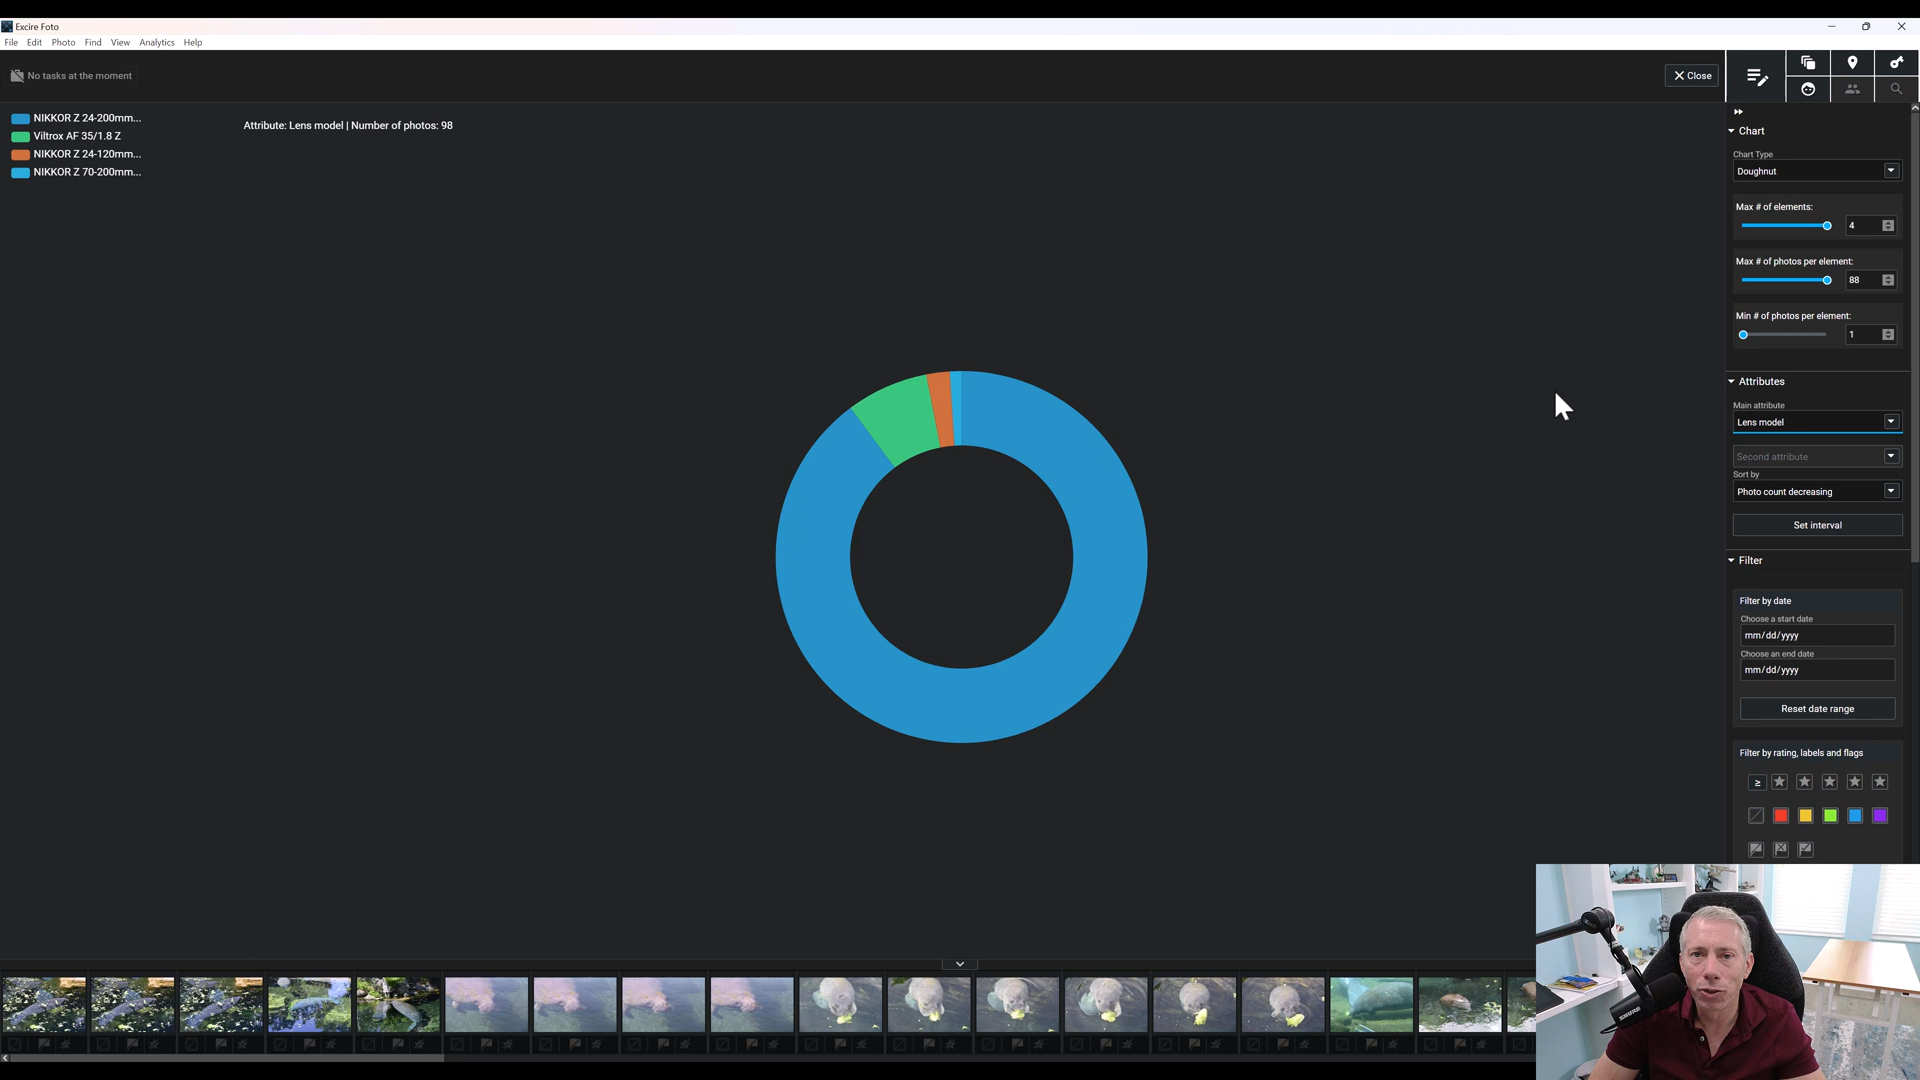 Excire Foto
File Edit Photo Find View Analytics Help
No tasks at the moment
Close
NIKKOR Z 24-200mm...
Viltrox AF 35/1.8 Z
NIKKOR Z 24-120mm...
NIKKOR Z 70-200mm...
Attribute: Lens model | Number of photos: 98
Chart
Chart Type
Doughnut
Max # of elements:
4
Max # of photos per element:
88
Min # of photos per element:
1
Attributes
Main attribute
Lens model
Second attribute
Sort by
Photo count decreasing
Set interval
Filter
Filter by date
Choose a start date
mm/dd/yyyy
Choose an end date
mm/dd/yyyy
Reset date range
Filter by rating, labels and flags
≥
SHURE